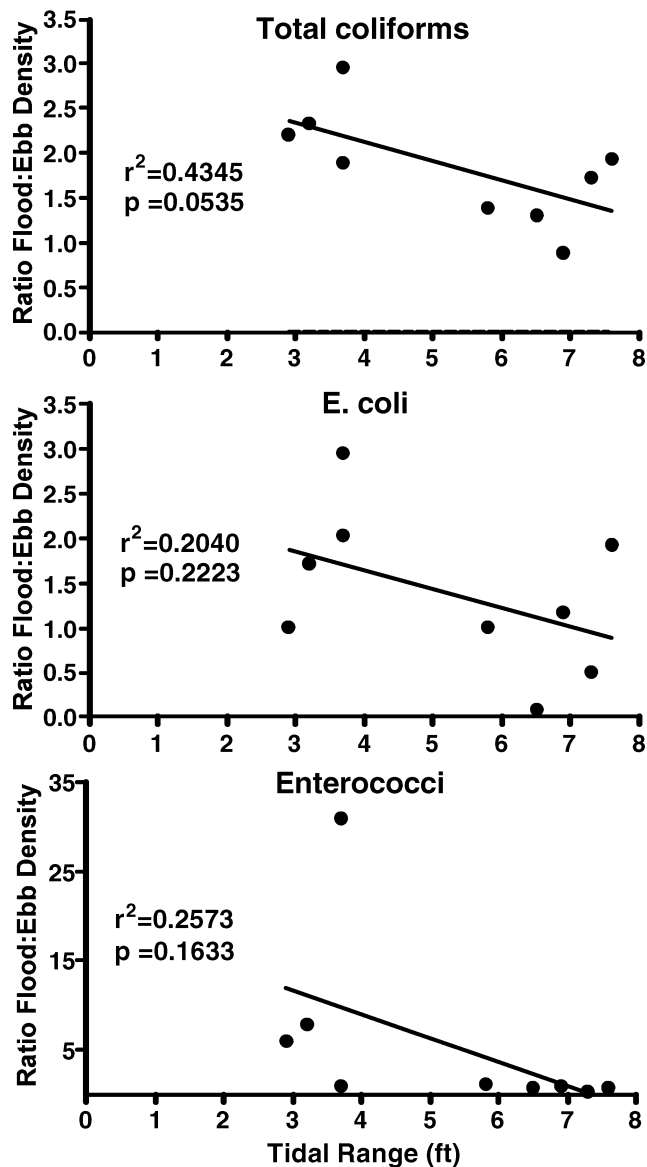 Total coliforms
Ratio Flood:Ebb Density
3.5
3.0
2.5
2.0
1.5
1.0
0.5
0.0
r²=0.4345
p =0.0535
0 1 2 3 4 5 6 7 8
E. coli
Ratio Flood:Ebb Density
3.5
3.0
2.5
2.0
1.5
1.0
0.5
0.0
r²=0.2040
p =0.2223
0 1 2 3 4 5 6 7 8
Enterococci
Ratio Flood:Ebb Density
35
25
15
5
r²=0.2573
p =0.1633
0 1 2 3 4 5 6 7 8
Tidal Range (ft)